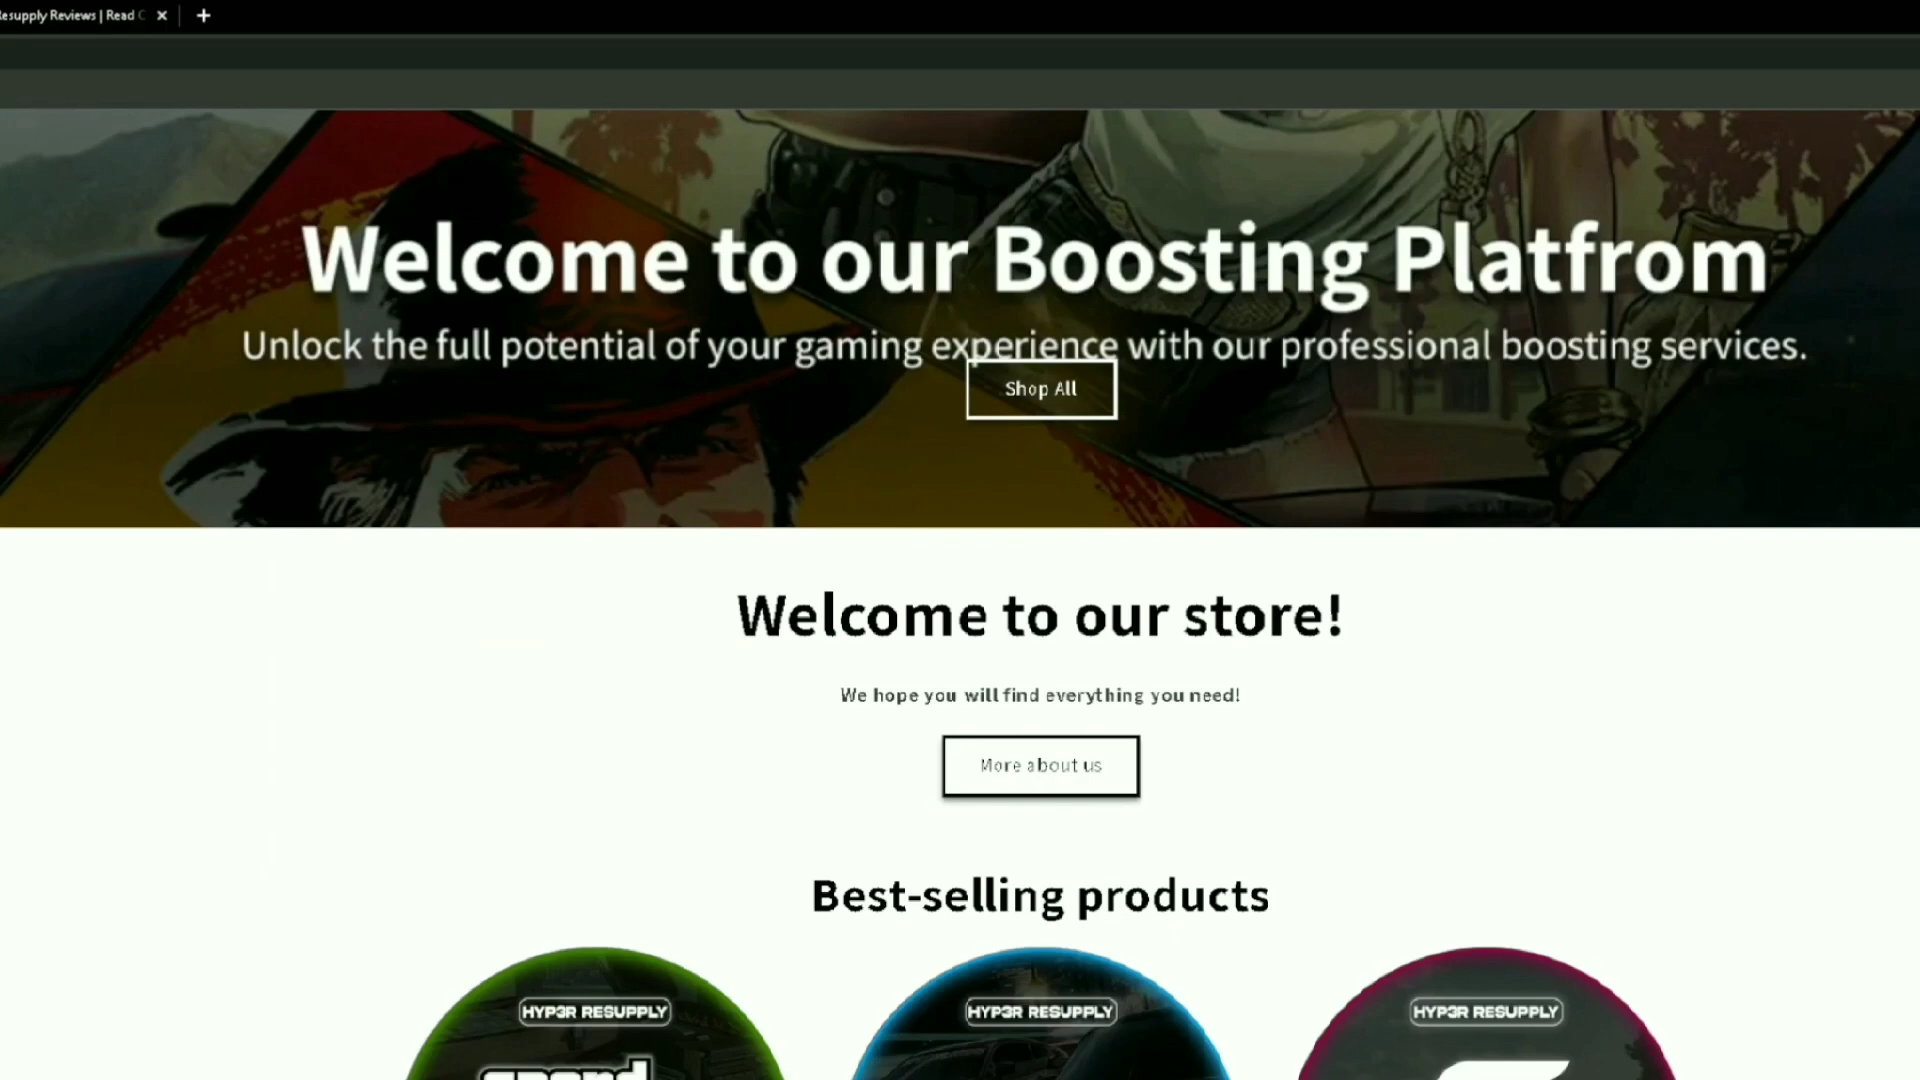 Resupply Reviews | Read
Welcome to our Boosting Platfrom
Unlock the full potential of your gaming experience with our professional boosting services.
Shop All
Welcome to our store!
We hope you will find everything you need!
More about us
Best-selling products
HYP3R RESUPPLY
HYP3R RESUPPLY
HYP3R RESUPPLY